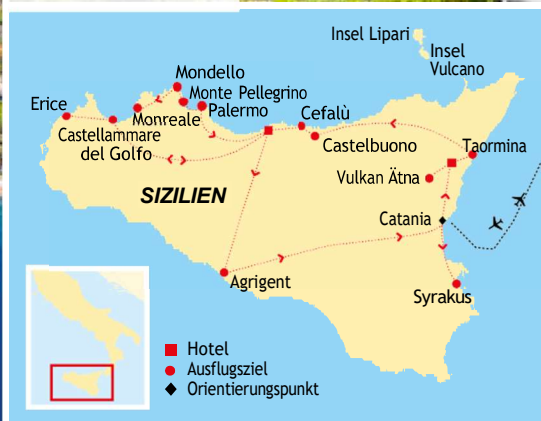 Insel Lipari
Insel
Vulcano
Mondello
Monte Pellegrino
Erice
Palermo
Monreale
Cefalù
Castellammare
del Golfo
Castelbuono
Taormina
Vulkan Ätna
SIZILIEN
Catania
Agrigent
Syrakus
Hotel
Ausflugsziel
Orientierungspunkt